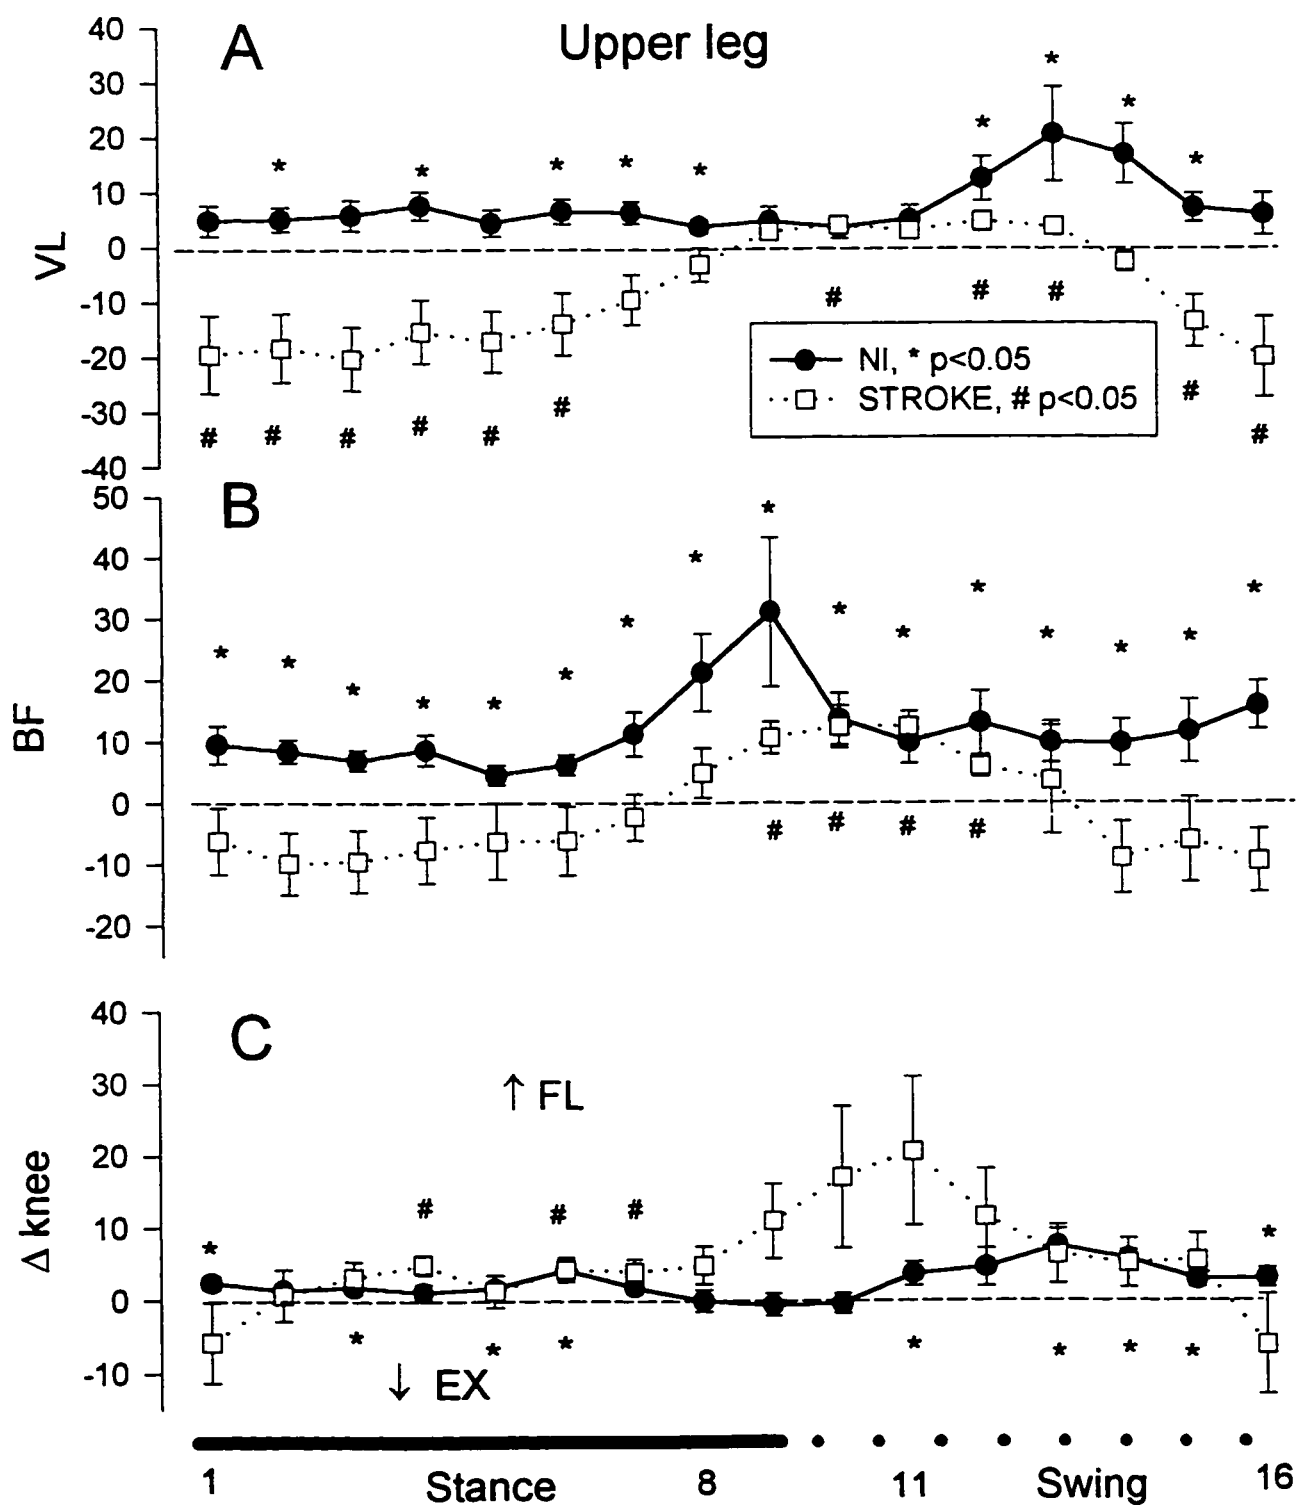 A
Upper leg
40
30
20
10
0
-10
-20
-30
-40
VL
* * * * * * * * * *
# # # # # # # # # # #
NI, * p<0.05
STROKE, # p<0.05
B
50
40
30
20
10
0
-10
-20
BF
* * * * * * * * * * * * * * * *
# # # #
C
40
30
20
10
0
-10
Δ knee
↑ FL
# # #
* *
* * * * * * *
↓ EX
1 Stance 8 11 Swing 16